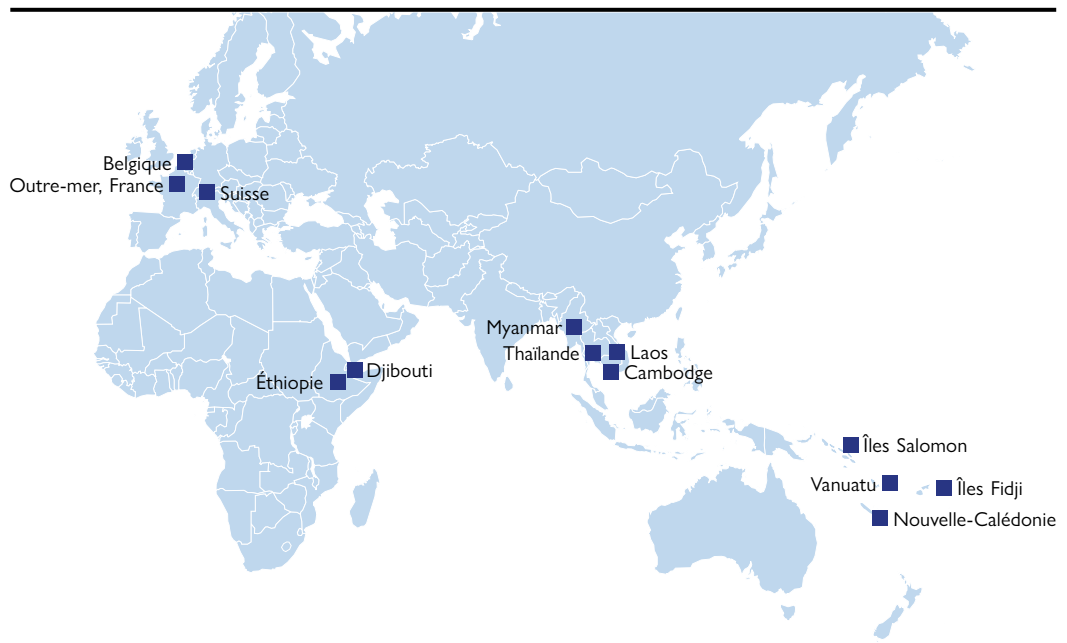 Belgique
Outre-mer, France
Suisse
Myanmar
Thaïlande
Laos
Cambodge
Djibouti
Éthiopie
Îles Salomon
Vanuatu
Îles Fidji
Nouvelle-Calédonie